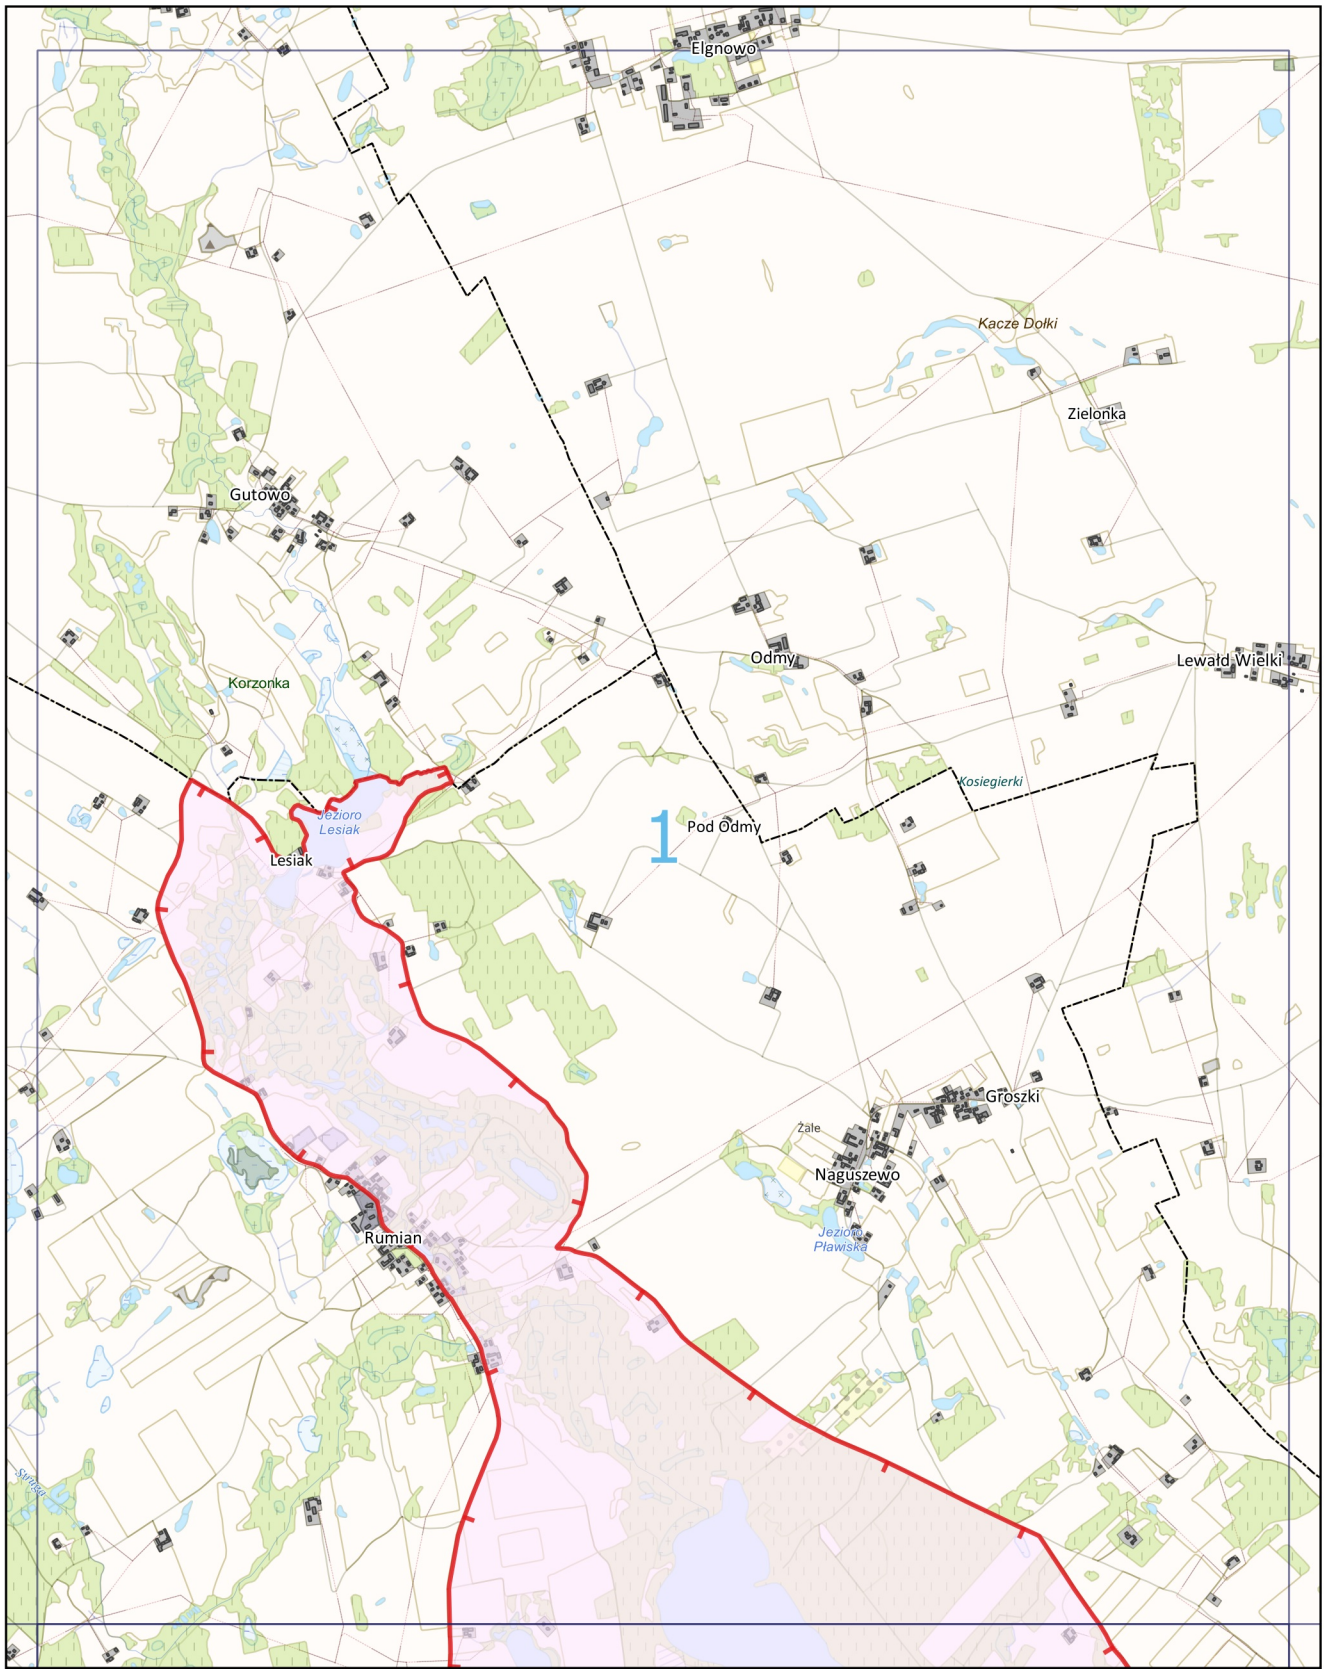 Elgnowo
Kacze Dołki
Zielonka
Gutowo
Odmy
Lewałd Wielki
Korzonka
Kosiegierki
Jezioro
Lesiak
1
Pod Odmy
Lesiak
Groszki
Żale
Naguszewo
Jezioro
Pławiska
Rumian
Struga